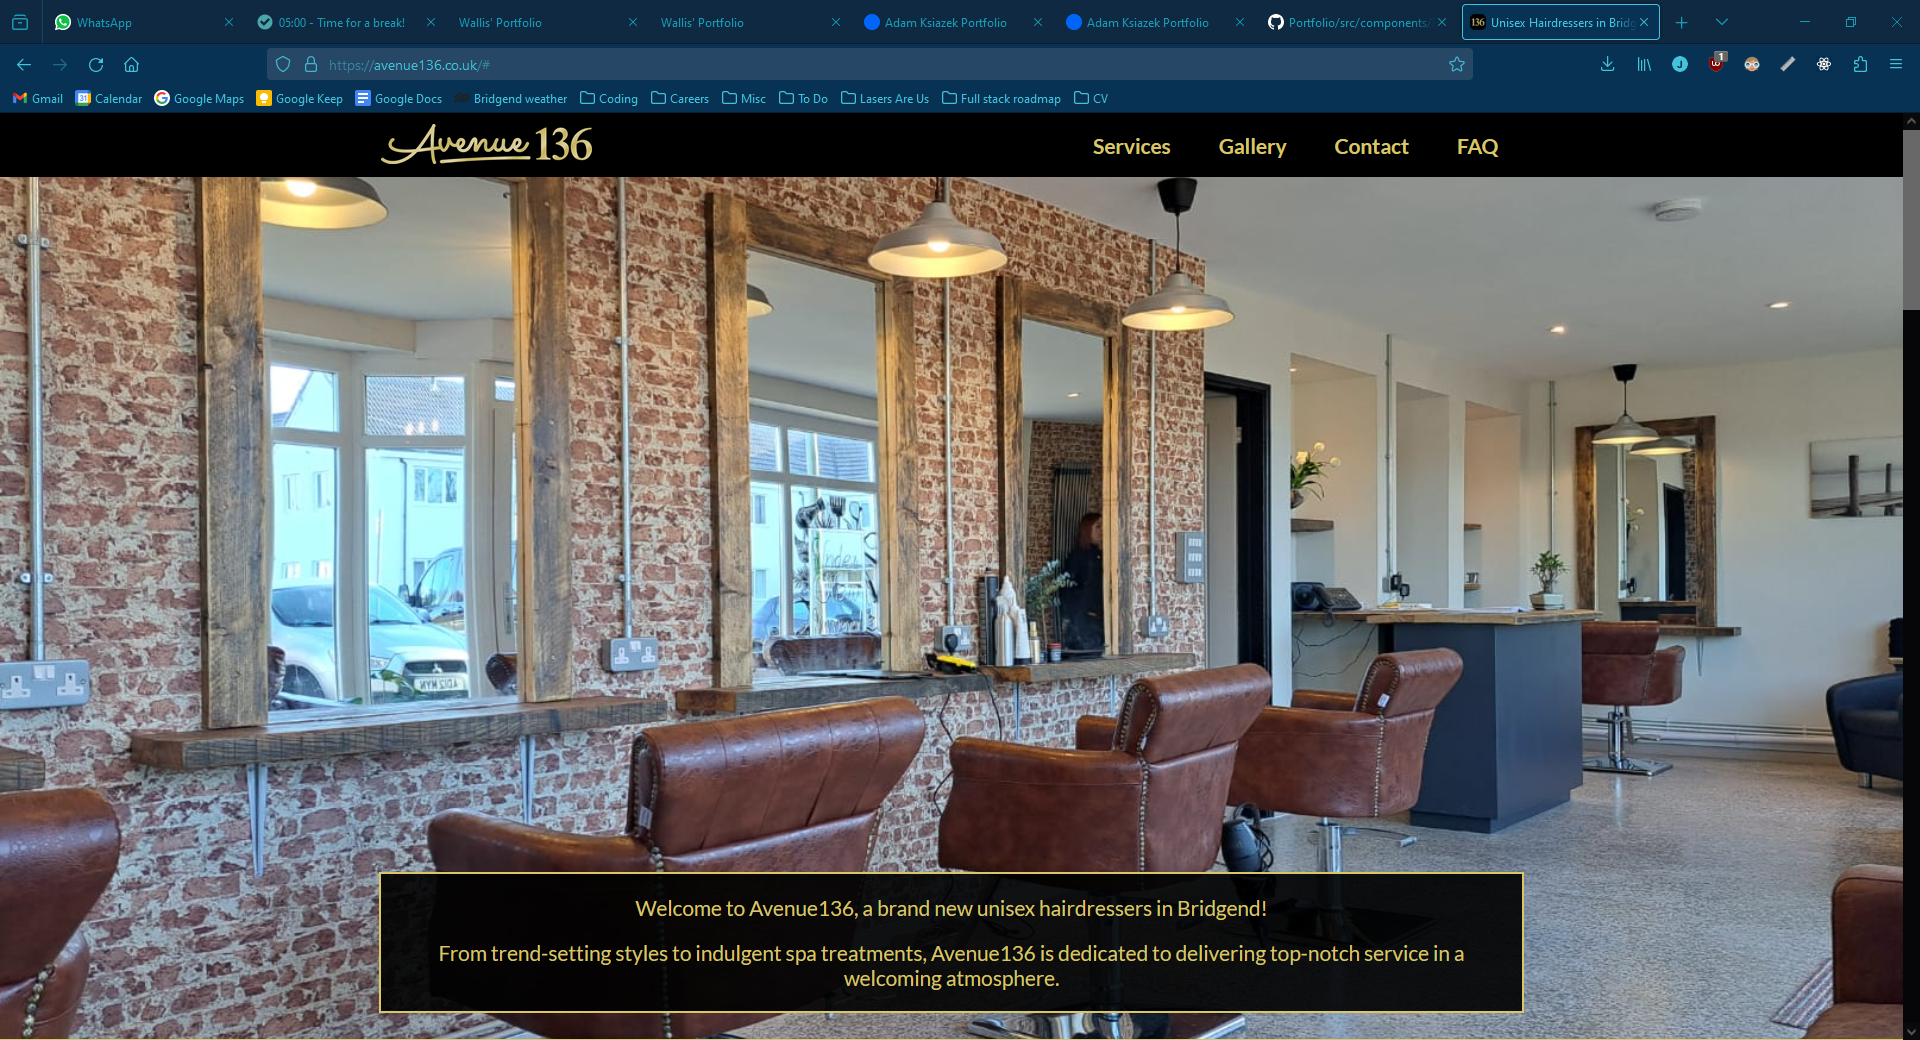 WhatsApp
05:00 - Time for a break!
Wallis' Portfolio
Wallis' Portfolio
Adam Ksiazek Portfolio
Adam Ksiazek Portfolio
Portfolio/src/components/
136 Unisex Hairdressers in Bridg
https://avenue136.co.uk/#
J
1
Gmail
31 Calendar
Google Maps
Google Keep
Google Docs
Bridgend weather
Coding
Careers
Misc
To Do
Lasers Are Us
Full stack roadmap
CV
Avenue 136
Services
Gallery
Contact
FAQ
Welcome to Avenue136, a brand new unisex hairdressers in Bridgend!
From trend-setting styles to indulgent spa treatments, Avenue136 is dedicated to delivering top-notch service in a
welcoming atmosphere.